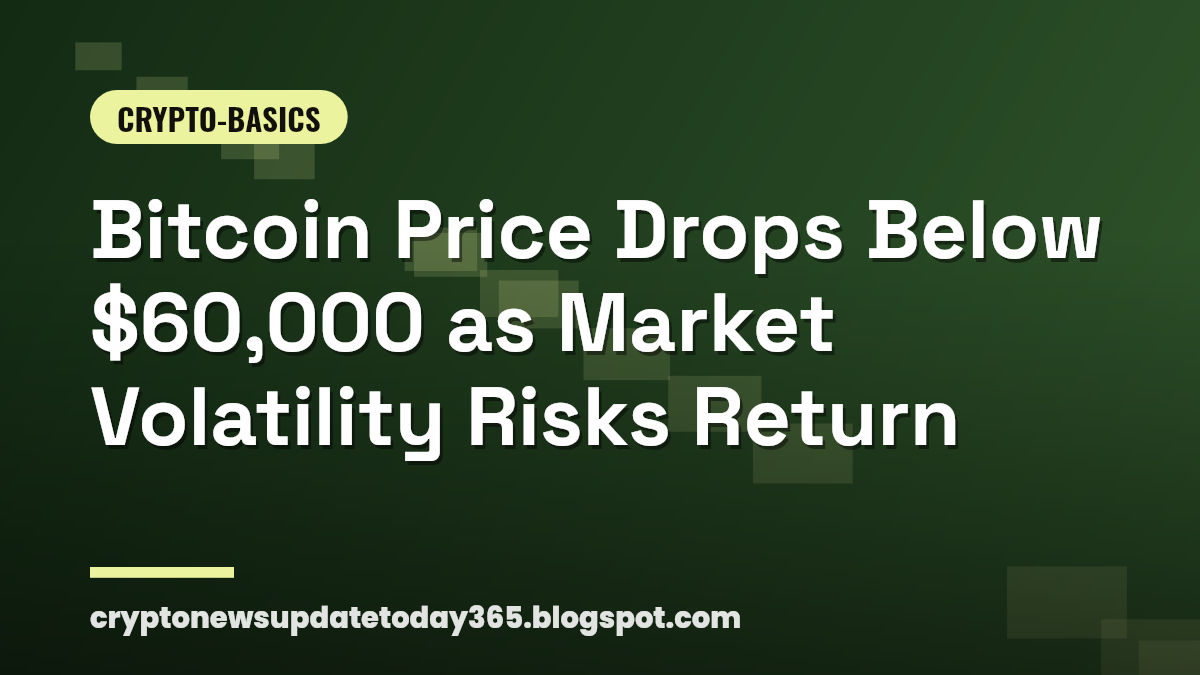 CRYPTO-BASICS
Bitcoin Price Drops Below
$60,000 as Market
Volatility Risks Return
cryptonewsupdatetoday365.blogspot.com